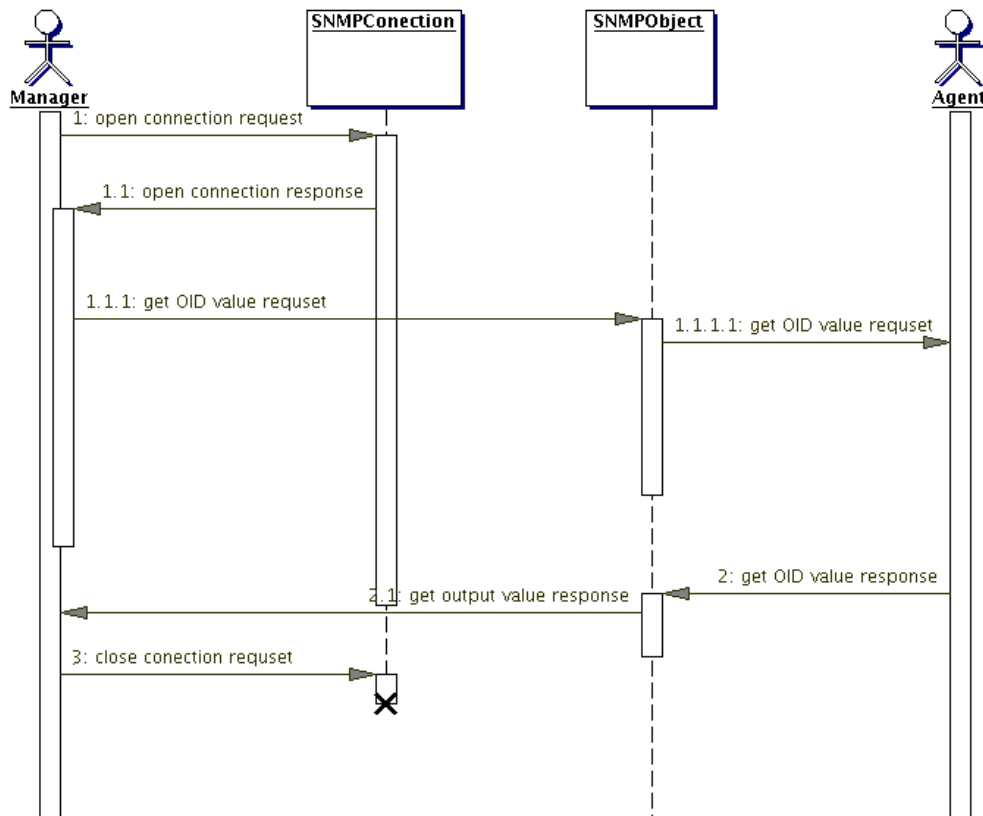 SNMPConection
SNMPObject
Manager
Agent
1: open connection request
1.1: open connection response
1.1.1: get OID value requset
1.1.1.1: get OID value requset
2: get OID value response
2.1: get output value response
3: close conection requset